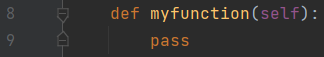 8 def myfunction(self):
9 pass